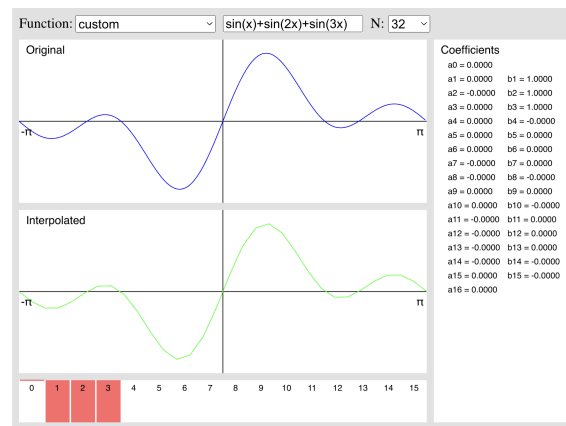 Function: custom sin(x)+sin(2x)+sin(3x) N: 32
Original
-π π
Interpolated
-π π
0 1 2 3 4 5 6 7 8 9 10 11 12 13 14 15
Coefficients
a0 = 0.0000
a1 = 0.0000 b1 = 1.0000
a2 = -0.0000 b2 = 1.0000
a3 = 0.0000 b3 = 1.0000
a4 = 0.0000 b4 = -0.0000
a5 = 0.0000 b5 = 0.0000
a6 = 0.0000 b6 = 0.0000
a7 = -0.0000 b7 = 0.0000
a8 = -0.0000 b8 = -0.0000
a9 = 0.0000 b9 = 0.0000
a10 = 0.0000 b10 = -0.0000
a11 = -0.0000 b11 = 0.0000
a12 = -0.0000 b12 = 0.0000
a13 = -0.0000 b13 = 0.0000
a14 = -0.0000 b14 = -0.0000
a15 = 0.0000 b15 = -0.0000
a16 = 0.0000